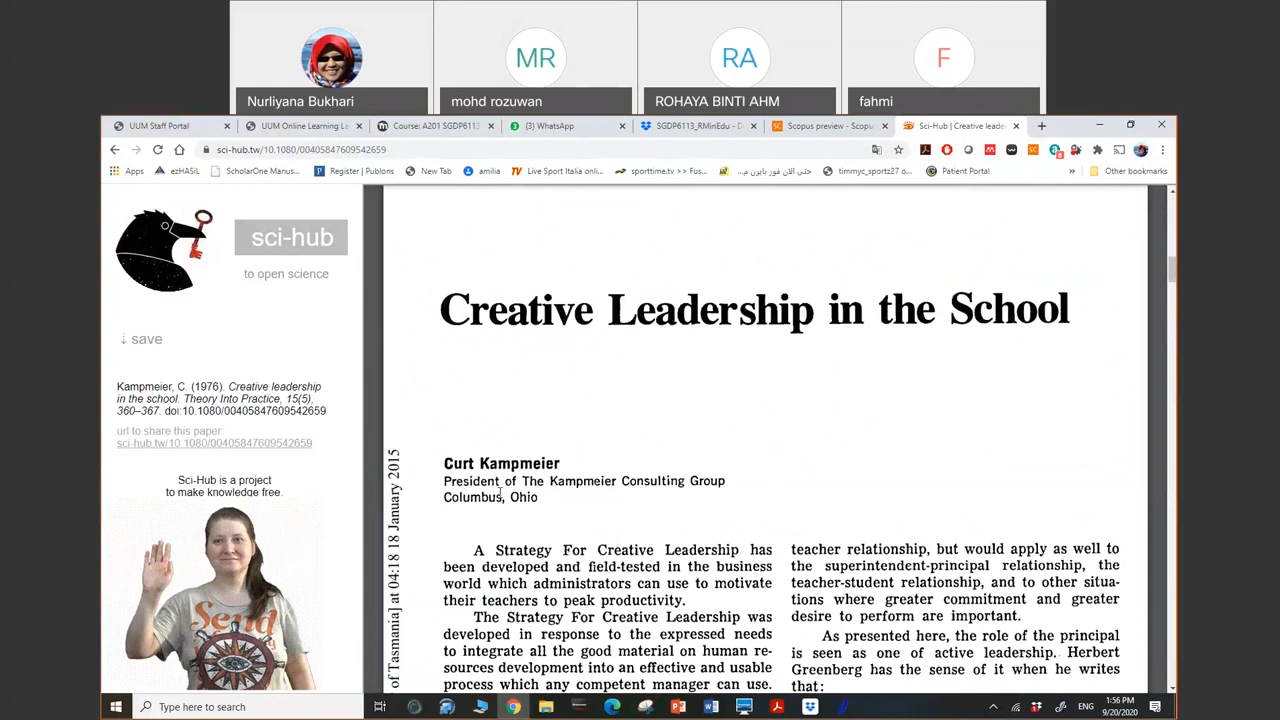 MR
RA
F
Nurliyana Bukhari
mohd rozuwan
ROHAYA BINTI AHM
fahmi
UUM Staff Portal
UUM Online Learning La
Course: A201 SGDP6113
(3) WhatsApp
SGDP6113_RMinEdu - D
Scopus preview - Scopu
Sci-Hub | Creative leade
sci-hub.tw/10.1080/00405847609542659
Apps
ezHASiL
ScholarOne Manus...
Register | Publons
New Tab
amilia
Live Sport Italia onli...
sporttime.tv >> Fus...
حتى الان فوز بايرن م...
timmyc_sportz27 o...
Patient Portal
»
Other bookmarks
sci-hub
to open science
⇣ save
Kampmeier, C. (1976). Creative leadership
in the school. Theory Into Practice, 15(5),
360–367. doi:10.1080/00405847609542659
url to share this paper:
sci-hub.tw/10.1080/00405847609542659
Sci-Hub is a project
to make knowledge free.
Send
Creative Leadership in the School
of Tasmania] at 04:18 18 January 2015
Curt Kampmeier
President of The Kampmeier Consulting Group
Columbus, Ohio
A Strategy For Creative Leadership has
been developed and field-tested in the business
world which administrators can use to motivate
their teachers to peak productivity.
The Strategy For Creative Leadership was
developed in response to the expressed needs
to integrate all the good material on human re-
sources development into an effective and usable
process which any competent manager can use.
teacher relationship, but would apply as well to
the superintendent-principal relationship, the
teacher-student relationship, and to other situa-
tions where greater commitment and greater
desire to perform are important.
As presented here, the role of the principal
is seen as one of active leadership. Herbert
Greenberg has the sense of it when he writes
that:
Type here to search
ENG
1:56 PM
9/20/2020